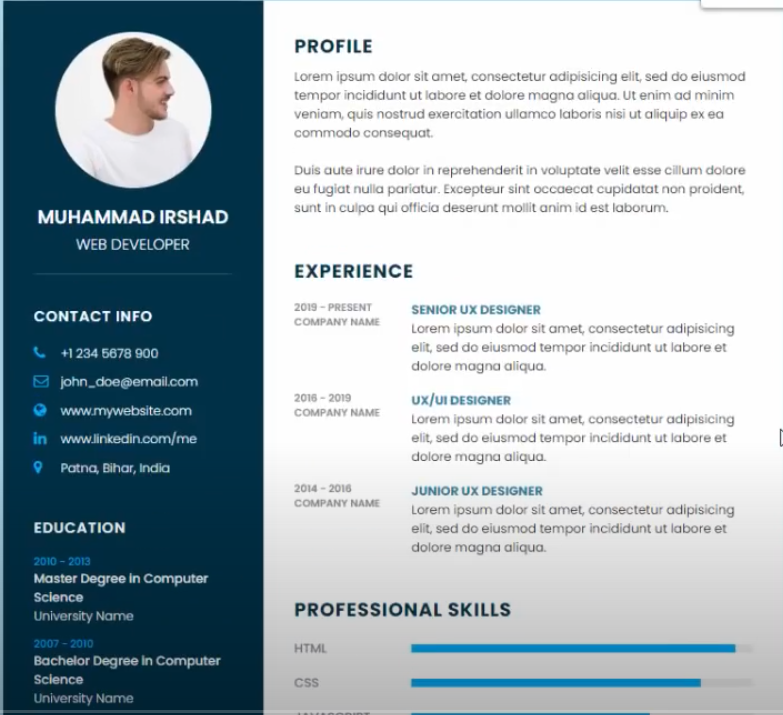 MUHAMMAD IRSHAD
WEB DEVELOPER
CONTACT INFO
+1 234 5678 900
john_doe@email.com
www.mywebsite.com
in www.linkedin.com/me
Patna, Bihar, India
EDUCATION
2010 - 2013
Master Degree in Computer
Science
University Name
2007 - 2010
Bachelor Degree in Computer
Science
University Name
PROFILE
Lorem ipsum dolor sit amet, consectetur adipisicing elit, sed do eiusmod
tempor incididunt ut labore et dolore magna aliqua. Ut enim ad minim
veniam, quis nostrud exercitation ullamco laboris nisi ut aliquip ex ea
commodo consequat.
Duis aute irure dolor in reprehenderit in voluptate velit esse cillum dolore
eu fugiat nulla pariatur. Excepteur sint occaecat cupidatat non proident,
sunt in culpa qui officia deserunt mollit anim id est laborum.
EXPERIENCE
2019 - PRESENT
COMPANY NAME
SENIOR UX DESIGNER
Lorem ipsum dolor sit amet, consectetur adipisicing
elit, sed do eiusmod tempor incididunt ut labore et
dolore magna aliqua.
2016 - 2019
COMPANY NAME
UX/UI DESIGNER
Lorem ipsum dolor sit amet, consectetur adipisicing
elit, sed do eiusmod tempor incididunt ut labore et
dolore magna aliqua.
2014 - 2016
COMPANY NAME
JUNIOR UX DESIGNER
Lorem ipsum dolor sit amet, consectetur adipisicing
elit, sed do eiusmod tempor incididunt ut labore et
dolore magna aliqua.
PROFESSIONAL SKILLS
HTML
CSS